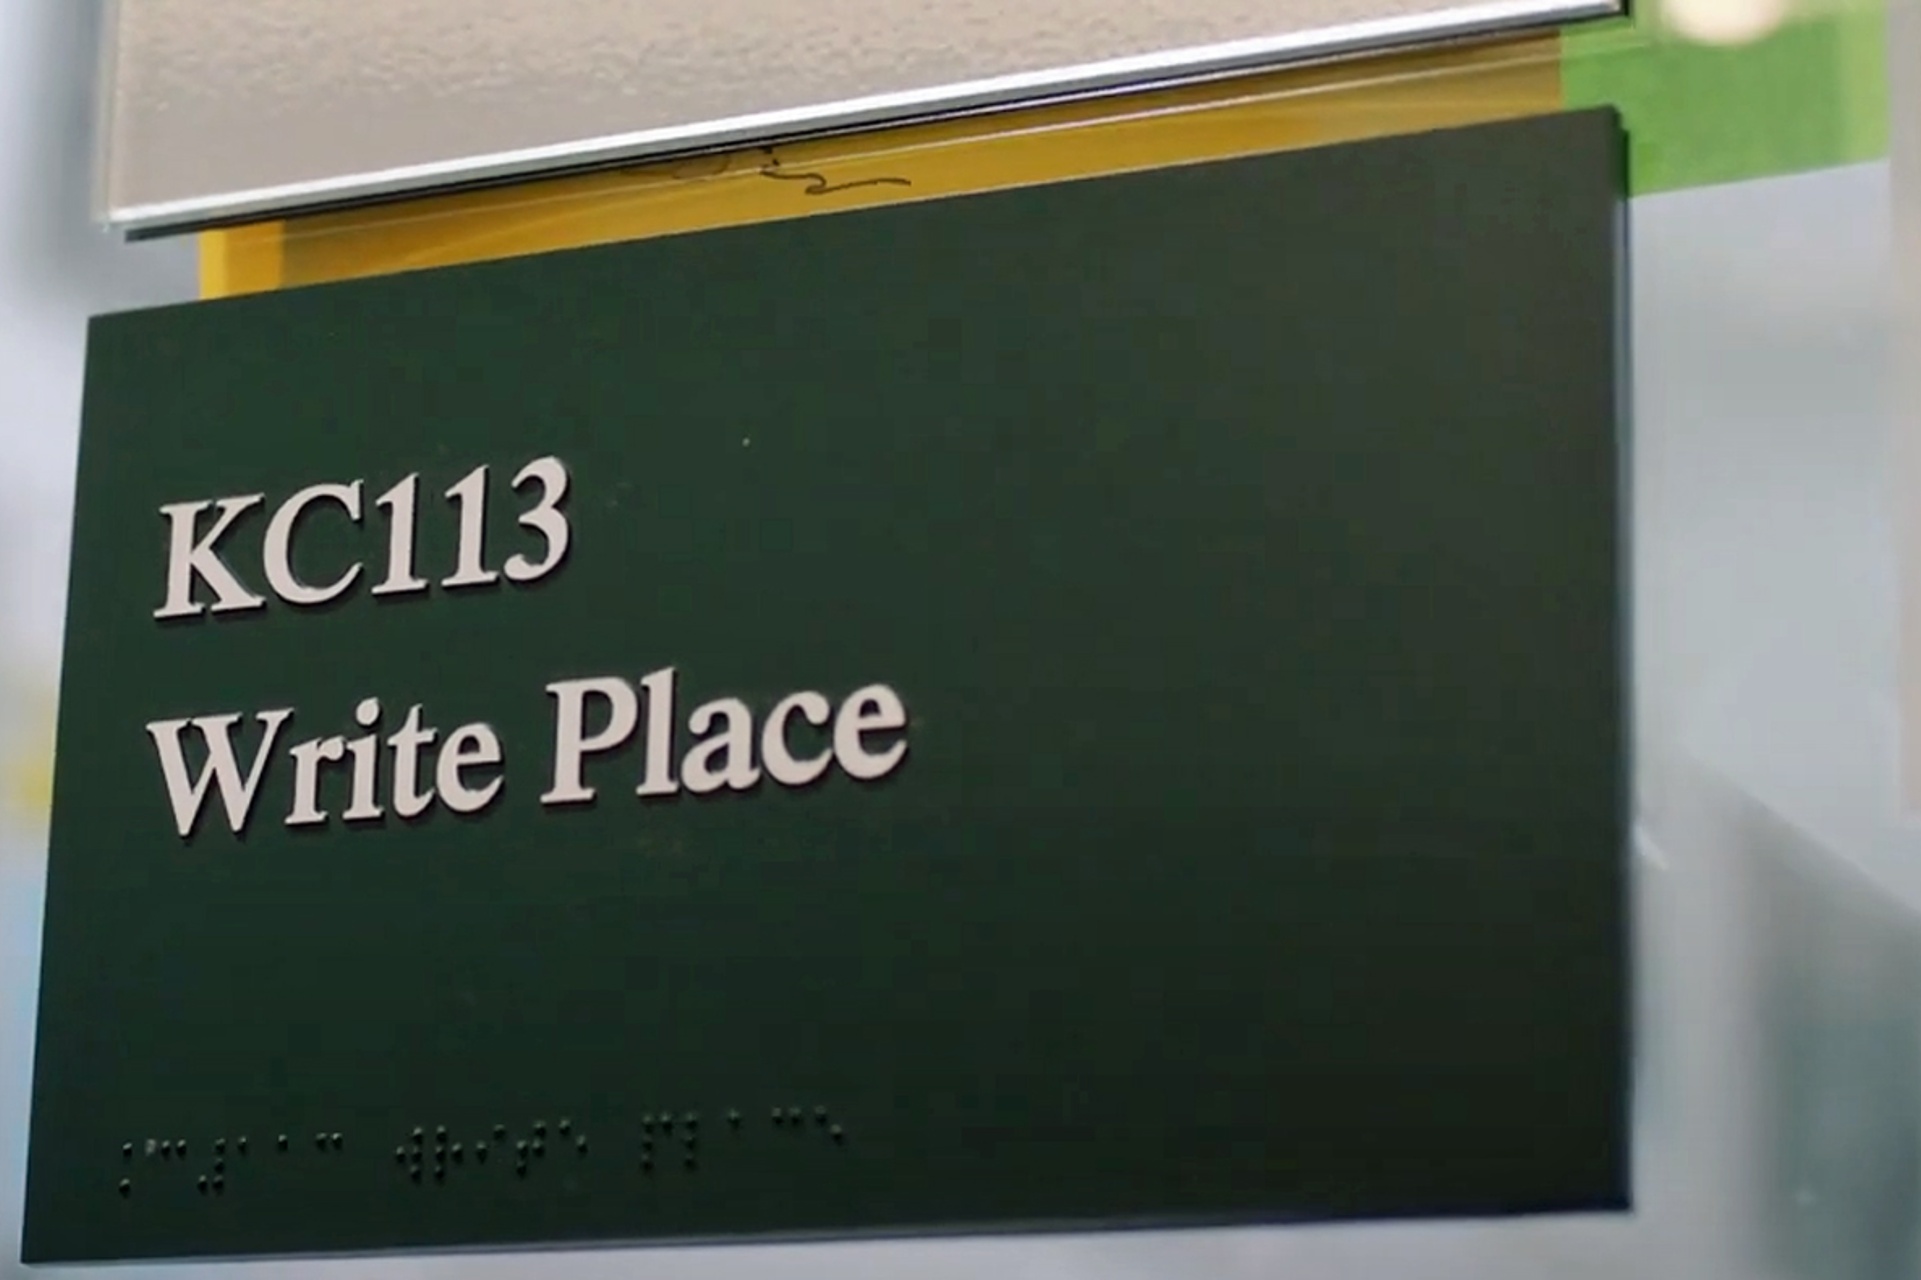 KC113
Write Place
⠅⠉⠼⠁⠁⠉ ⠺⠗⠊⠞⠑ ⠏⠇⠁⠉⠑